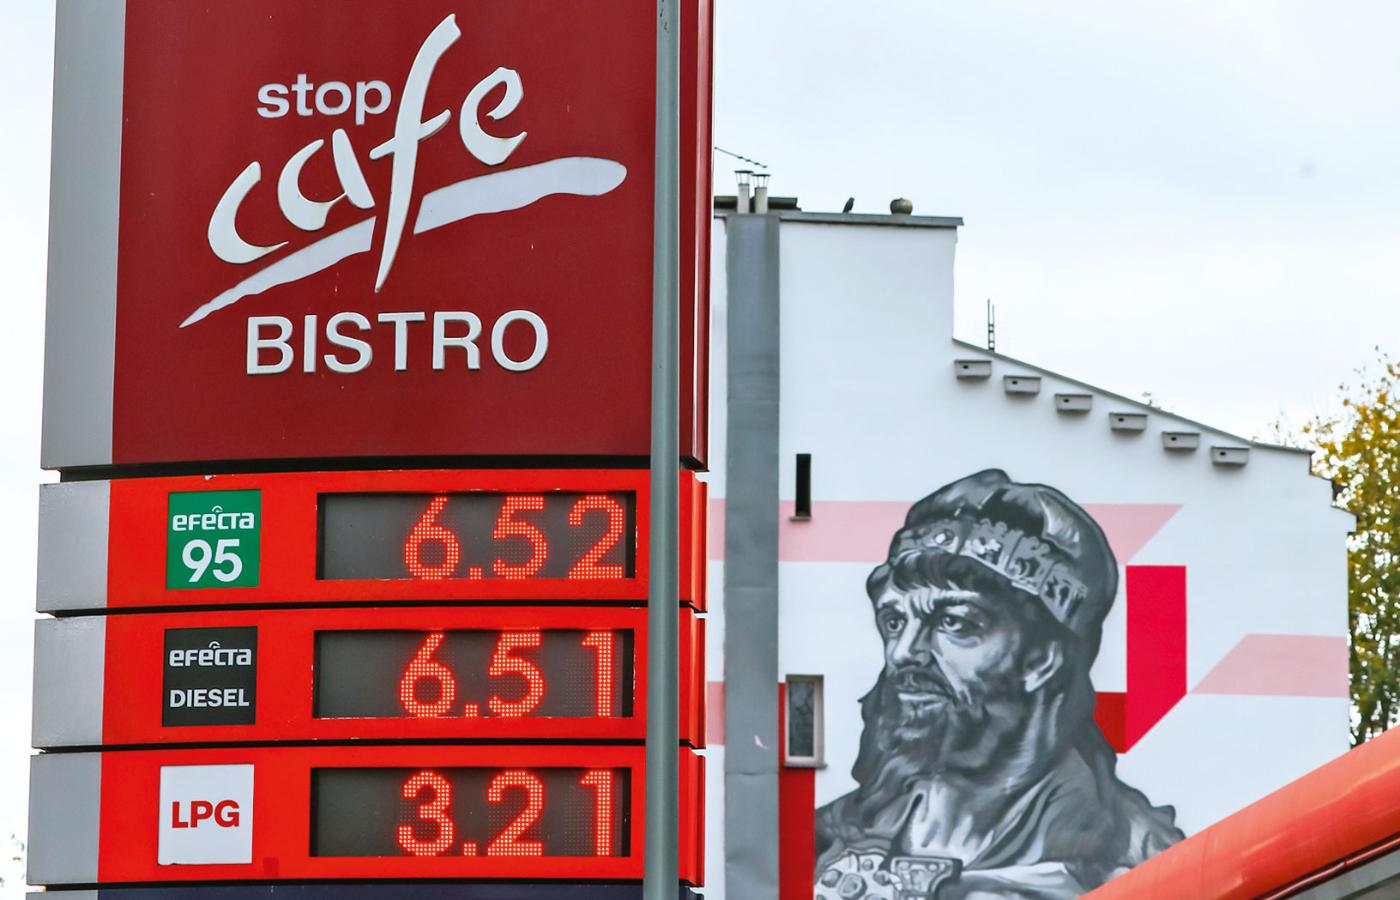 stop
cafe
BISTRO
efecta
95
6.52
efecta
DIESEL
6.51
LPG
3.21